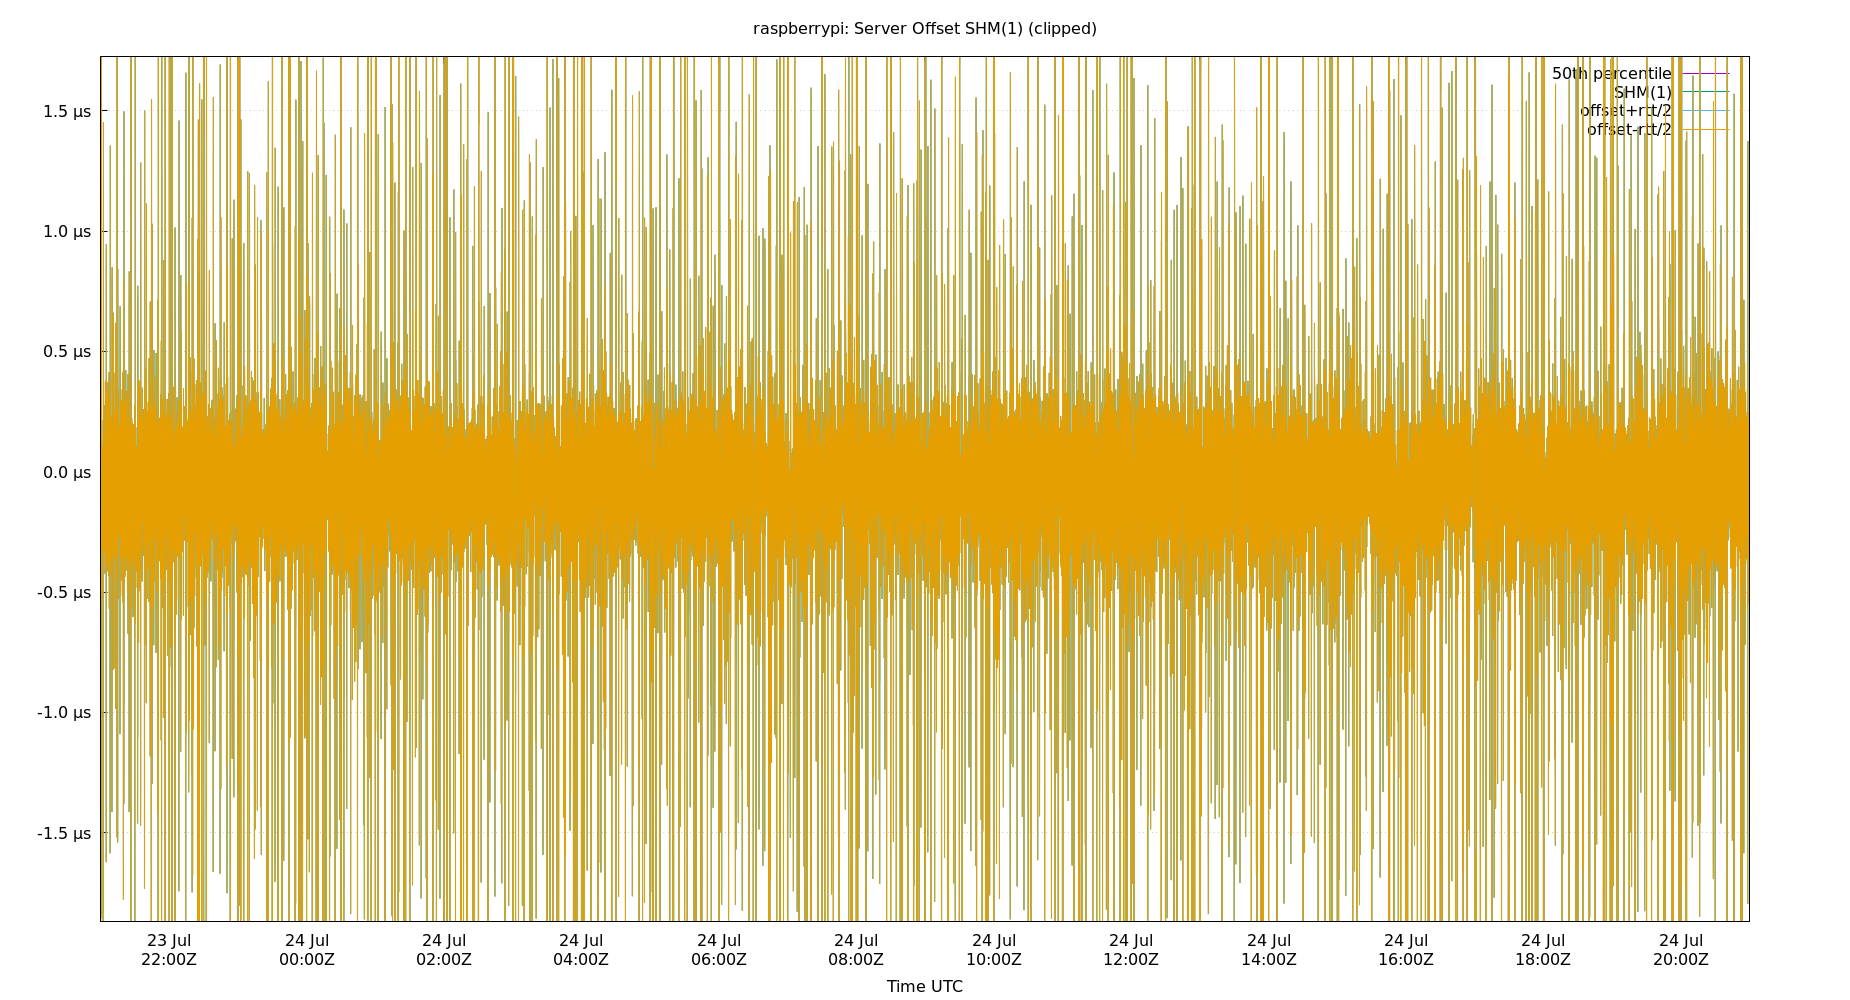 raspberrypi: Server Offset SHM(1) (clipped)
50th percentile
SHM(1)
offset+rtt/2
offset-rtt/2
1.5 µs
1.0 µs
0.5 µs
0.0 µs
-0.5 µs
-1.0 µs
-1.5 µs
23 Jul 24 Jul 24 Jul 24 Jul 24 Jul 24 Jul 24 Jul 24 Jul 24 Jul 24 Jul 24 Jul 24 Jul
22:00Z 00:00Z 02:00Z 04:00Z 06:00Z 08:00Z 10:00Z 12:00Z 14:00Z 16:00Z 18:00Z 20:00Z
Time UTC